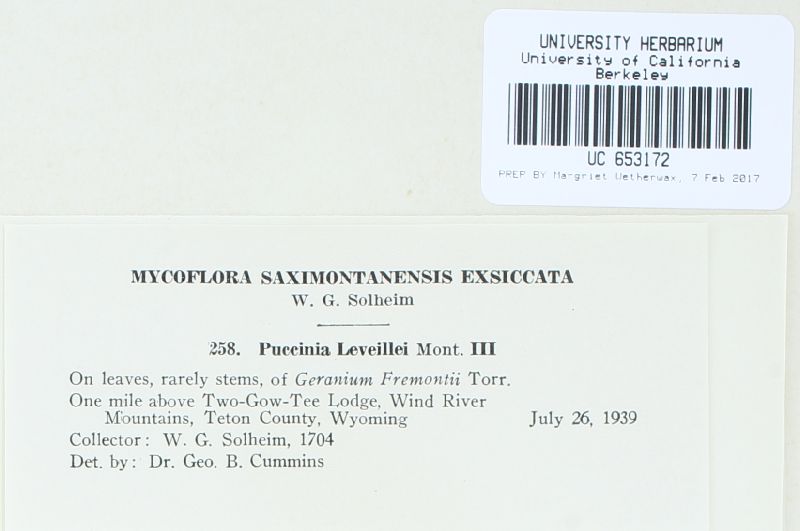 UNIVERSITY HERBARIUM
University of California
Berkeley
UC 653172
PREP BY Margriet Wetherwax, 7 Feb 2017
MYCOFLORA SAXIMONTANENSIS EXSICCATA
W. G. Solheim
258. Puccinia Leveillei Mont. III
On leaves, rarely stems, of Geranium Fremontii Torr.
One mile above Two-Gow-Tee Lodge, Wind River
Mountains, Teton County, Wyoming July 26, 1939
Collector: W. G. Solheim, 1704
Det. by: Dr. Geo. B. Cummins